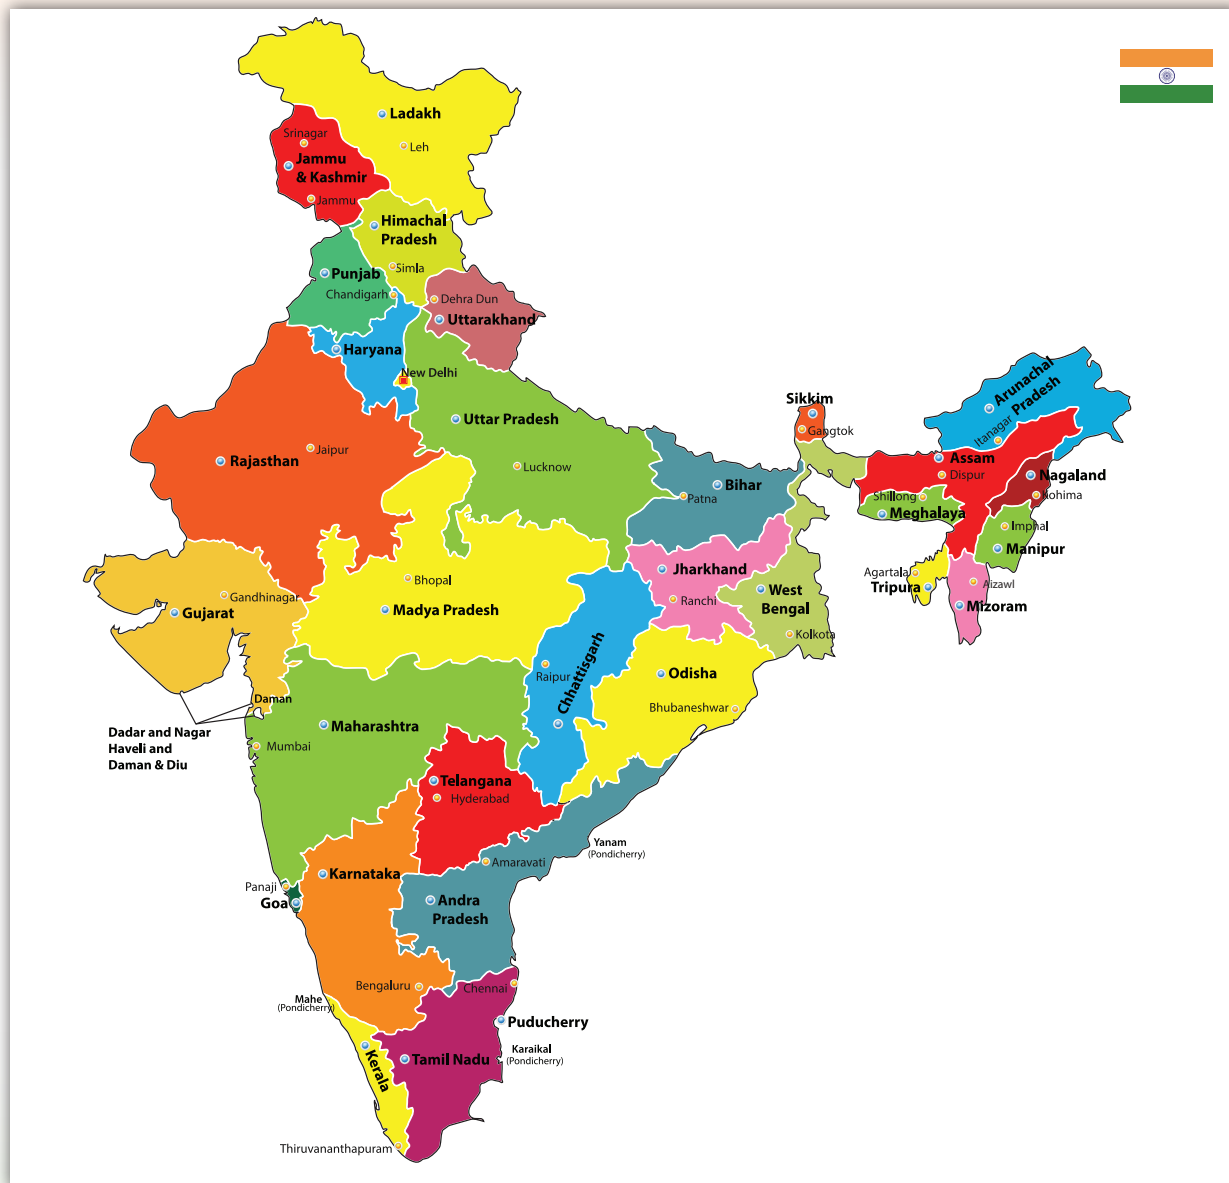 Ladakh
Leh
Srinagar
Jammu
& Kashmir
Jammu
Himachal
Pradesh
Simla
Punjab
Chandigarh
Dehra Dun
Uttarakhand
Haryana
New Delhi
Uttar Pradesh
Lucknow
Rajasthan
Jaipur
Sikkim
Gangtok
Arunachal
Pradesh
Itanagar
Assam
Dispur
Nagaland
Kohima
Shillong
Meghalaya
Imphal
Manipur
Agartala
Tripura
Aizawl
Mizoram
Bihar
Patna
Jharkhand
Ranchi
West
Bengal
Kolkota
Gandhinagar
Gujarat
Bhopal
Madya Pradesh
Chhattisgarh
Raipur
Odisha
Bhubaneshwar
Daman
Dadar and Nagar
Haveli and
Daman & Diu
Maharashtra
Mumbai
Telangana
Hyderabad
Yanam
(Pondicherry)
Amaravati
Karnataka
Panaji
Goa
Andra
Pradesh
Bengaluru
Chennai
Mahe
(Pondicherry)
Puducherry
Karaikal
(Pondicherry)
Kerala
Tamil Nadu
Thiruvananthapuram